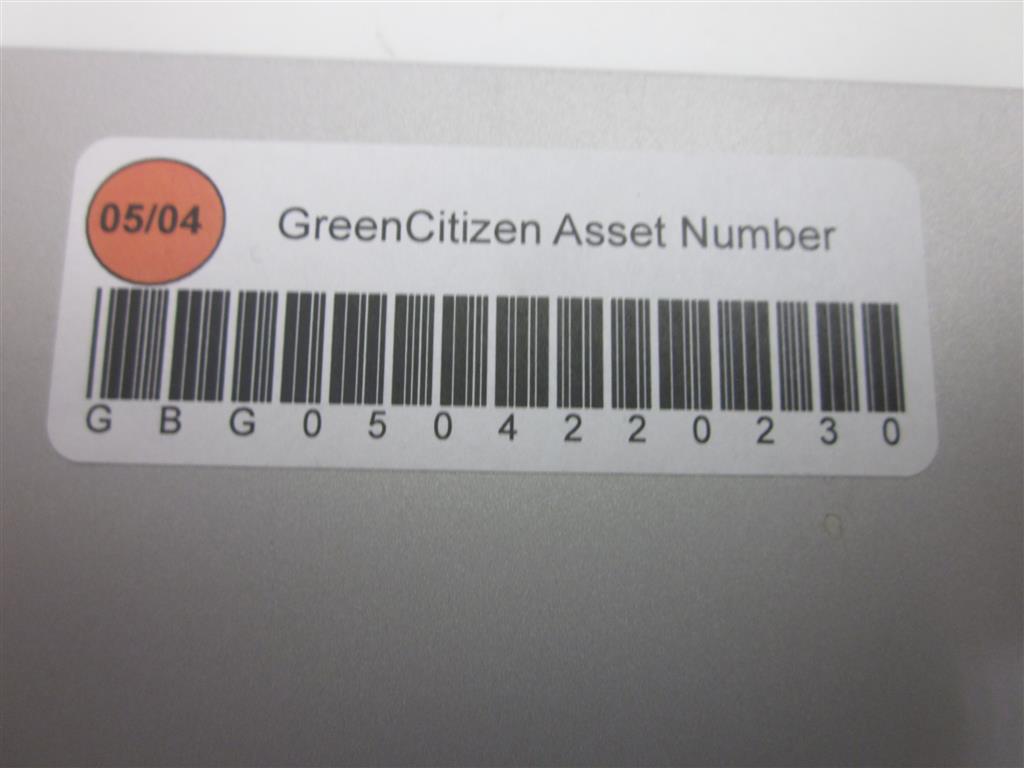 05/04
GreenCitizen Asset Number
G B G 0 5 0 4 2 2 0 2 3 0